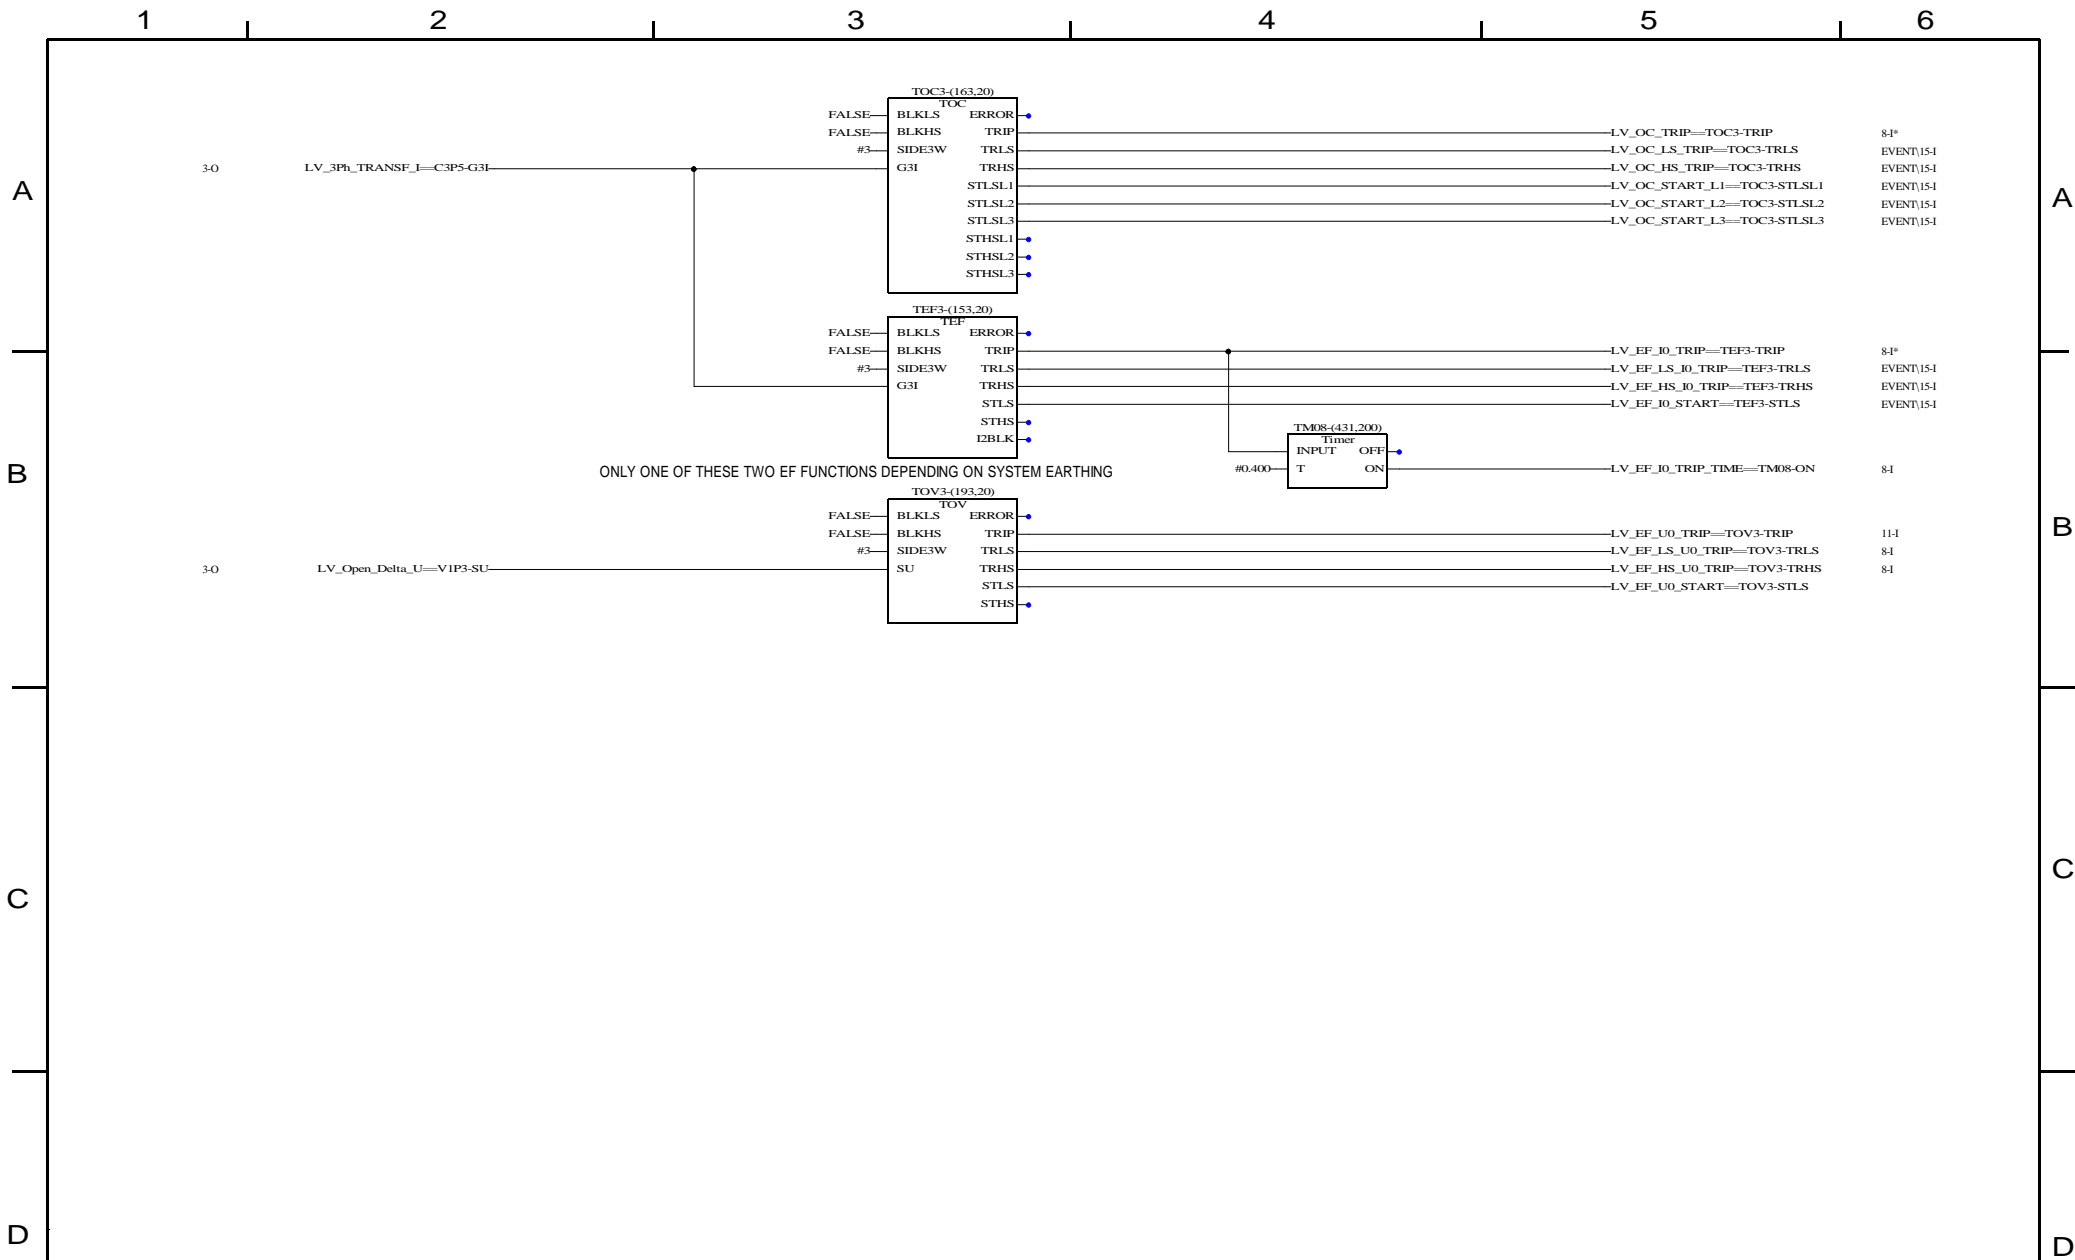 1 2 3 4 5 6
TOC3-(163,20)
TOC
FALSE BLKLS ERROR
FALSE BLKHS TRIP LV_OC_TRIP==TOC3-TRIP 8-I*
#3 SIDE3W TRLS LV_OC_LS_TRIP==TOC3-TRLS EVENT\15-I
3-O LV_3Ph_TRANSF_I==C3P5-G3I G3I TRHS LV_OC_HS_TRIP==TOC3-TRHS EVENT\15-I
STLSL1 LV_OC_START_L1==TOC3-STLSL1 EVENT\15-I
A A
STLSL2 LV_OC_START_L2==TOC3-STLSL2 EVENT\15-I
STLSL3 LV_OC_START_L3==TOC3-STLSL3 EVENT\15-I
STHSL1
STHSL2
STHSL3
TEF3-(153,20)
TEF
FALSE BLKLS ERROR
FALSE BLKHS TRIP LV_EF_I0_TRIP==TEF3-TRIP 8-I*
#3 SIDE3W TRLS LV_EF_LS_I0_TRIP==TEF3-TRLS EVENT\15-I
G3I TRHS LV_EF_HS_I0_TRIP==TEF3-TRHS EVENT\15-I
STLS LV_EF_I0_START==TEF3-STLS EVENT\15-I
STHS
TM08-(431,200)
I2BLK Timer
INPUT OFF
#0.400 T ON LV_EF_I0_TRIP_TIME==TM08-ON 8-I
B ONLY ONE OF THESE TWO EF FUNCTIONS DEPENDING ON SYSTEM EARTHING
TOV3-(193,20)
TOV
FALSE BLKLS ERROR
B
FALSE BLKHS TRIP LV_EF_U0_TRIP==TOV3-TRIP 11-I
#3 SIDE3W TRLS LV_EF_LS_U0_TRIP==TOV3-TRLS 8-I
3-O LV_Open_Delta_U==V1P3-SU SU TRHS LV_EF_HS_U0_TRIP==TOV3-TRHS 8-I
STLS LV_EF_U0_START==TOV3-STLS
STHS
C C
D D